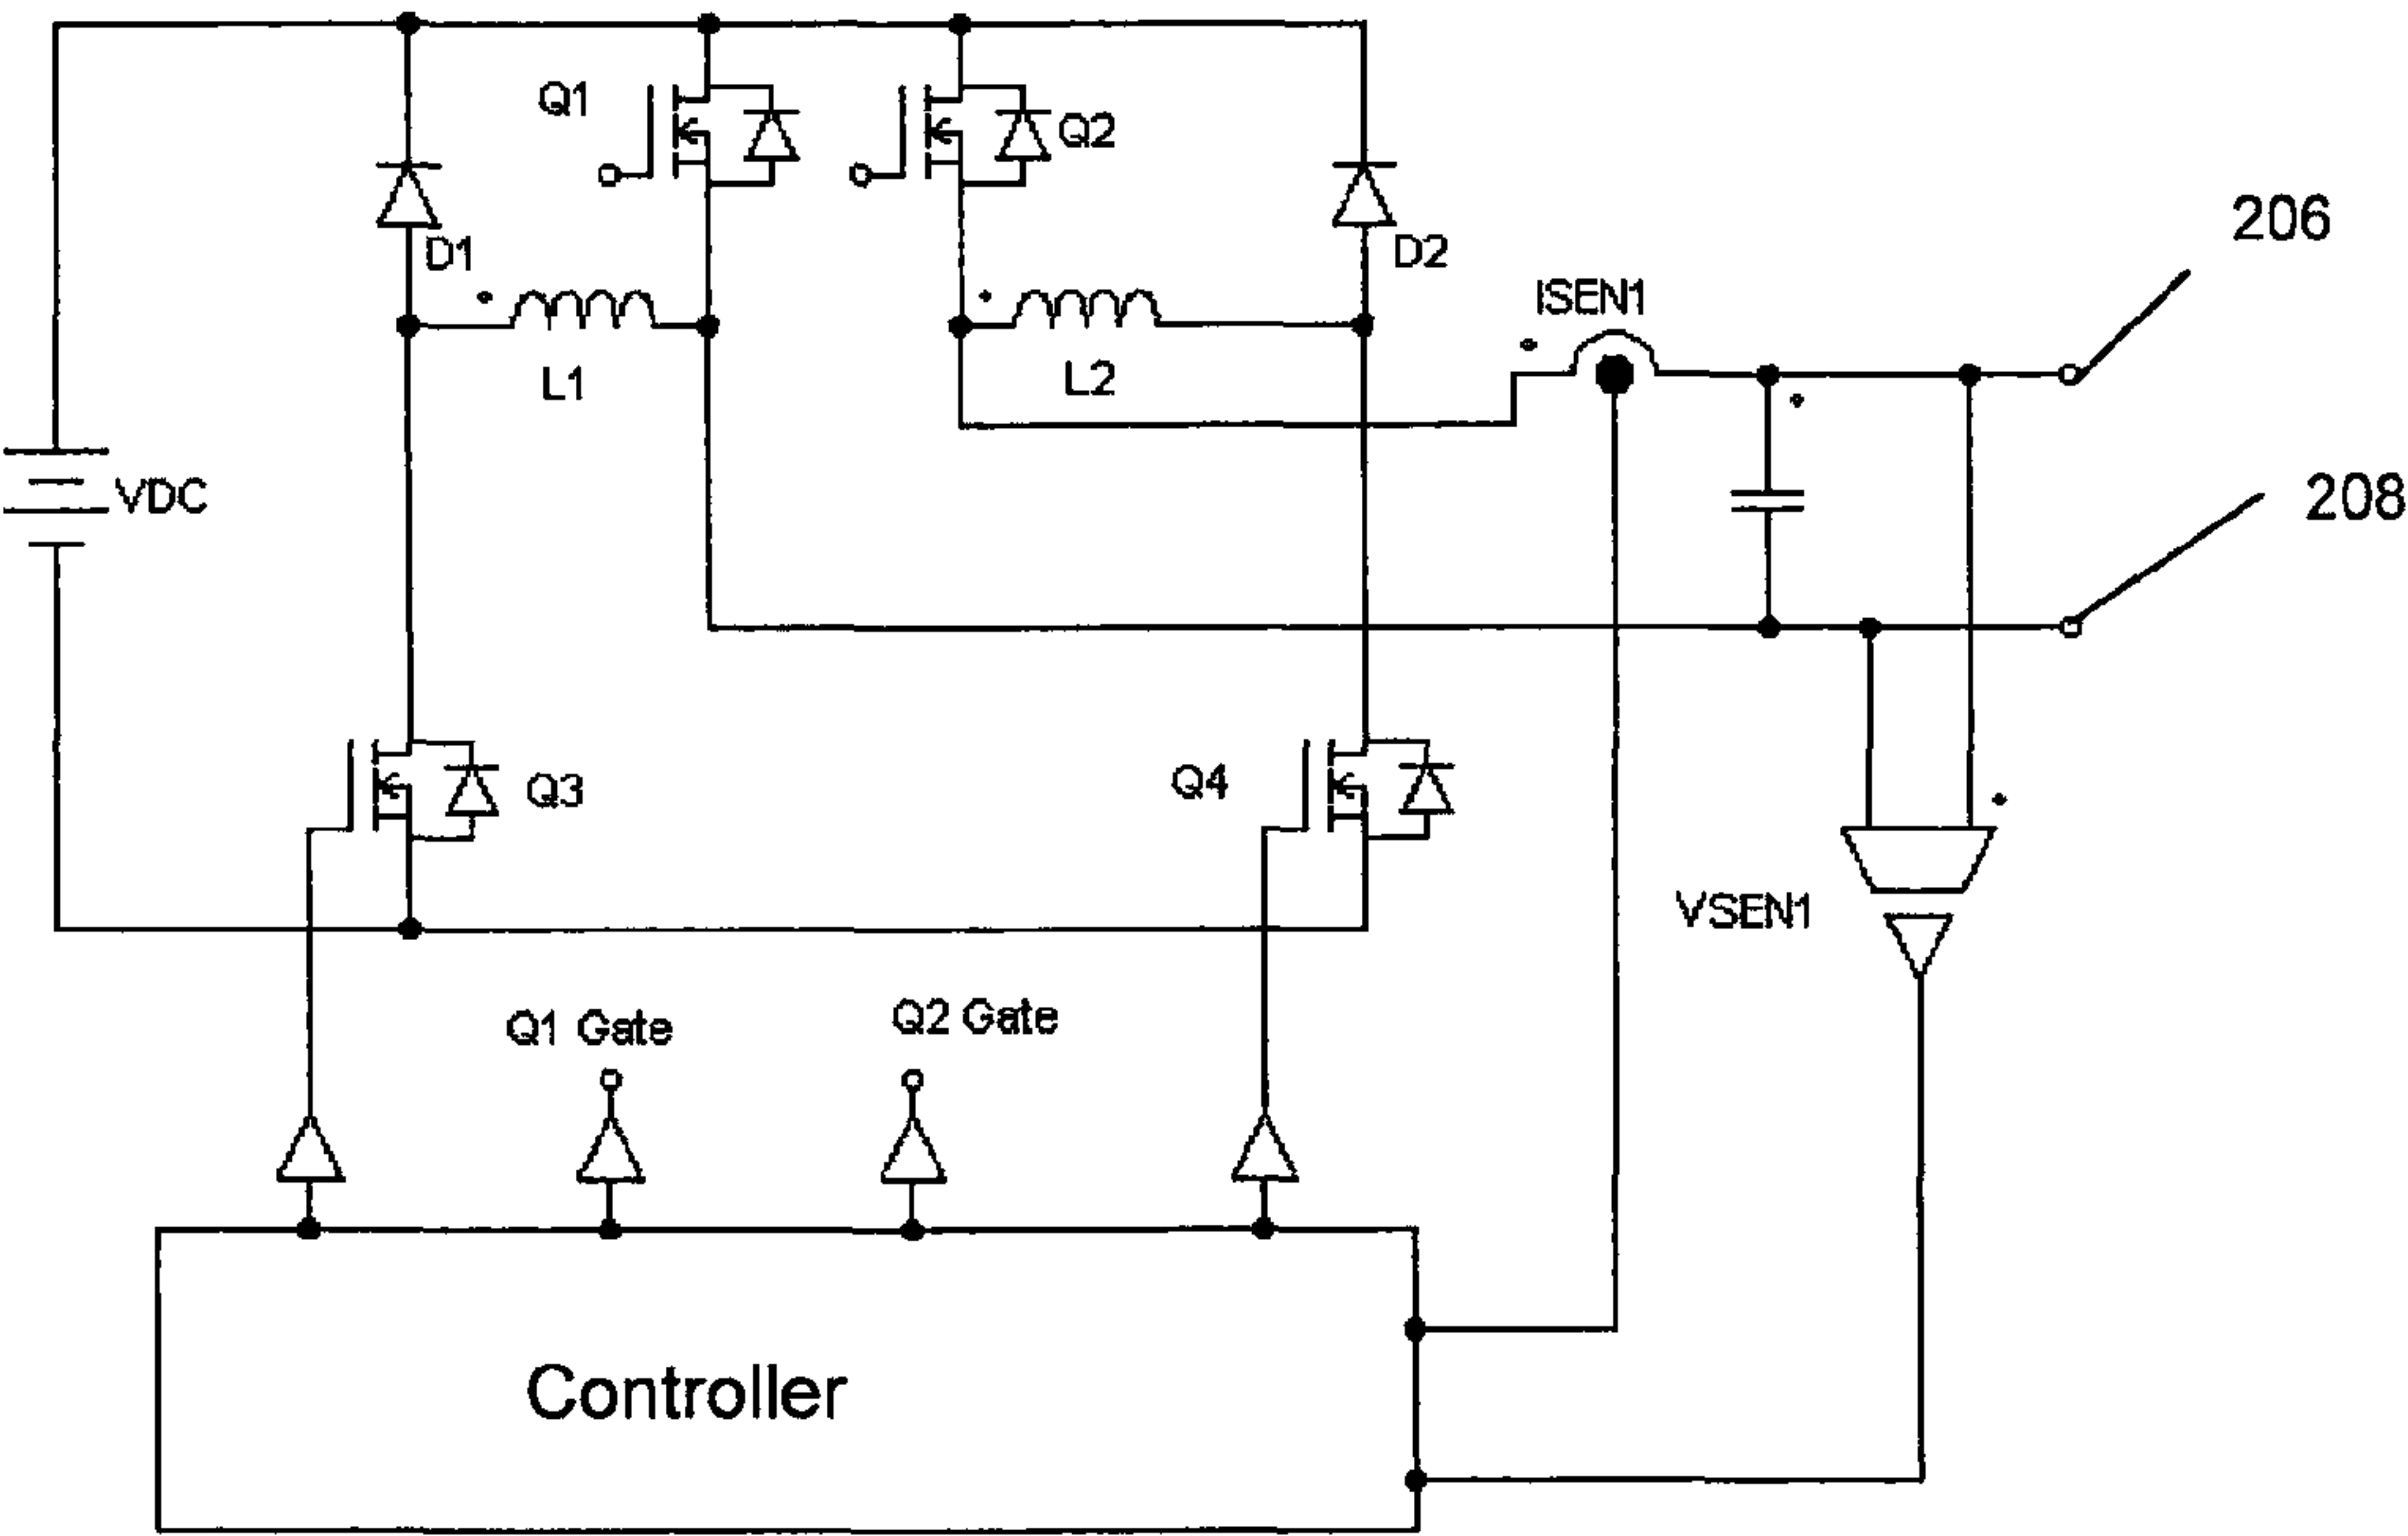 Q1
Q2
206
D1
D2
ISEN1
L1
L2
VDC
208
Q3
Q4
VSEN1
Q1 Gate
Q2 Gate
Controller